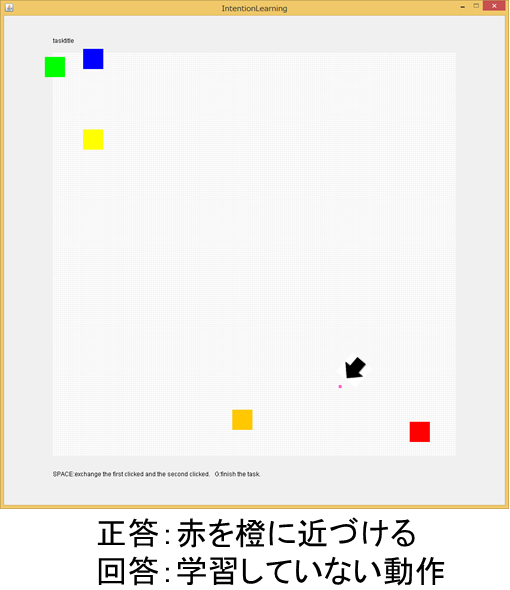 IntentionLearning
tasktitle
SPACE:exchange the first clicked and the second clicked. O:finish the task.
正答：赤を橙に近づける
回答：学習していない動作